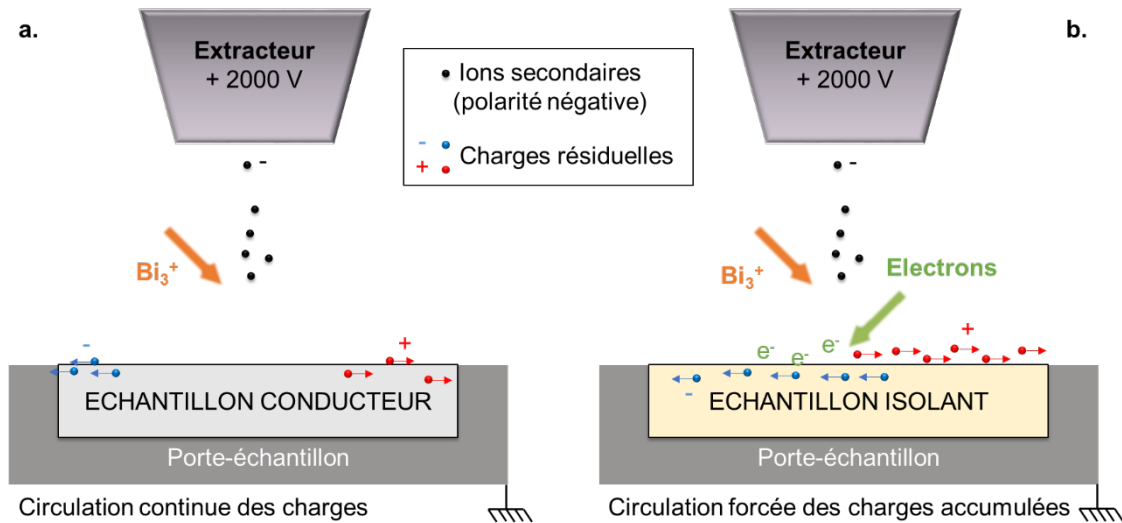 a.
Extracteur
+ 2000 V
-
Bi₃⁺
-
+
ECHANTILLON CONDUCTEUR
Porte-échantillon
Circulation continue des charges
Ions secondaires
(polarité négative)
- Charges résiduelles
+
b.
Extracteur
+ 2000 V
-
Bi₃⁺
Electrons
e⁻ e⁻ e⁻
+
-
ECHANTILLON ISOLANT
Porte-échantillon
Circulation forcée des charges accumulées